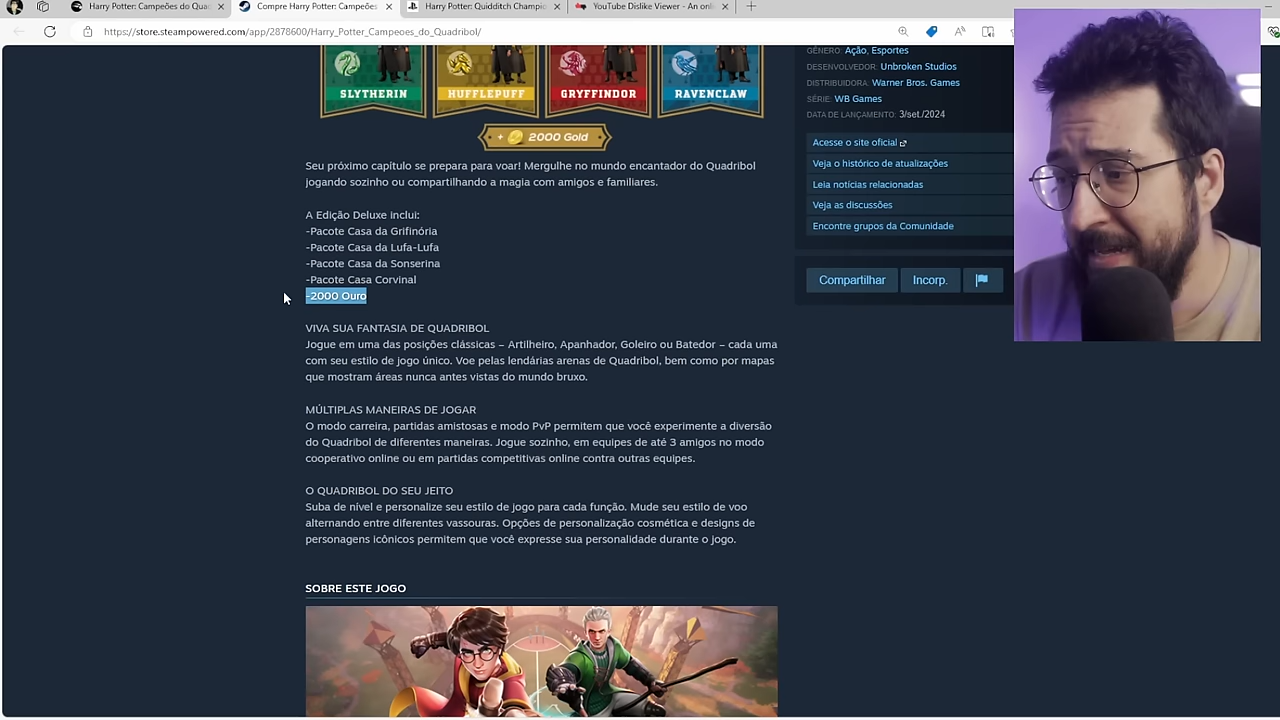 Harry Potter: Campeões do Qua
Compre Harry Potter: Campeões
Harry Potter: Quidditch Champio
YouTube Dislike Viewer - An onl
https://store.steampowered.com/app/2878600/Harry_Potter_Campeoes_do_Quadribol/
SLYTHERIN
HUFFLEPUFF
GRYFFINDOR
RAVENCLAW
+ 2000 Gold
Seu próximo capítulo se prepara para voar! Mergulhe no mundo encantador do Quadribol
jogando sozinho ou compartilhando a magia com amigos e familiares.
A Edição Deluxe inclui:
-Pacote Casa da Grifinória
-Pacote Casa da Lufa-Lufa
-Pacote Casa da Sonserina
-Pacote Casa Corvinal
-2000 Ouro
VIVA SUA FANTASIA DE QUADRIBOL
Jogue em uma das posições clássicas – Artilheiro, Apanhador, Goleiro ou Batedor – cada uma
com seu estilo de jogo único. Voe pelas lendárias arenas de Quadribol, bem como por mapas
que mostram áreas nunca antes vistas do mundo bruxo.
MÚLTIPLAS MANEIRAS DE JOGAR
O modo carreira, partidas amistosas e modo PvP permitem que você experimente a diversão
do Quadribol de diferentes maneiras. Jogue sozinho, em equipes de até 3 amigos no modo
cooperativo online ou em partidas competitivas online contra outras equipes.
O QUADRIBOL DO SEU JEITO
Suba de nível e personalize seu estilo de jogo para cada função. Mude seu estilo de voo
alternando entre diferentes vassouras. Opções de personalização cosmética e designs de
personagens icônicos permitem que você expresse sua personalidade durante o jogo.
SOBRE ESTE JOGO
GÊNERO: Ação, Esportes
DESENVOLVEDOR: Unbroken Studios
DISTRIBUIDORA: Warner Bros. Games
SÉRIE: WB Games
DATA DE LANÇAMENTO: 3/set./2024
Acesse o site oficial
Veja o histórico de atualizações
Leia notícias relacionadas
Veja as discussões
Encontre grupos da Comunidade
Compartilhar
Incorp.